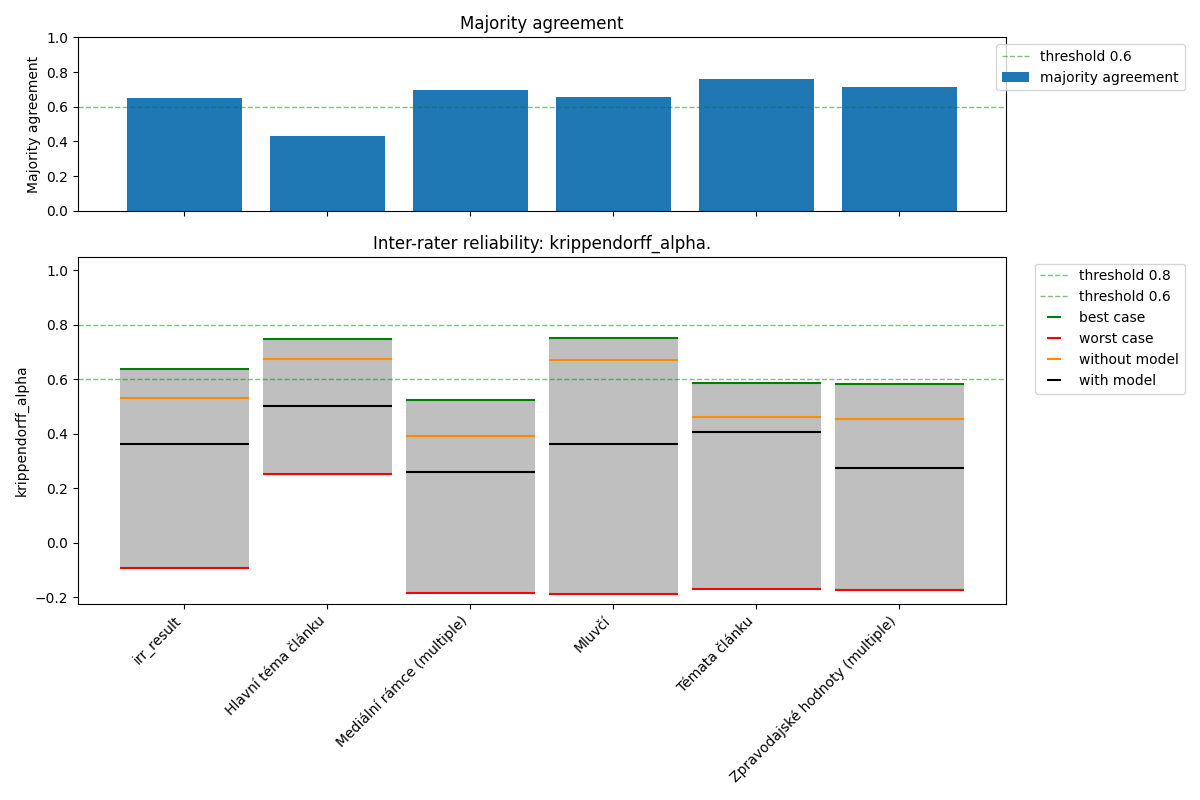 Majority agreement
Majority agreement
1.0
0.8
0.6
0.4
0.2
0.0
threshold 0.6
majority agreement
Inter-rater reliability: krippendorff_alpha.
krippendorff_alpha
1.0
0.8
0.6
0.4
0.2
0.0
−0.2
threshold 0.8
threshold 0.6
best case
worst case
without model
with model
irr_result
Hlavní téma článku
Mediální rámce (multiple)
Mluvčí
Témata článku
Zpravodajské hodnoty (multiple)